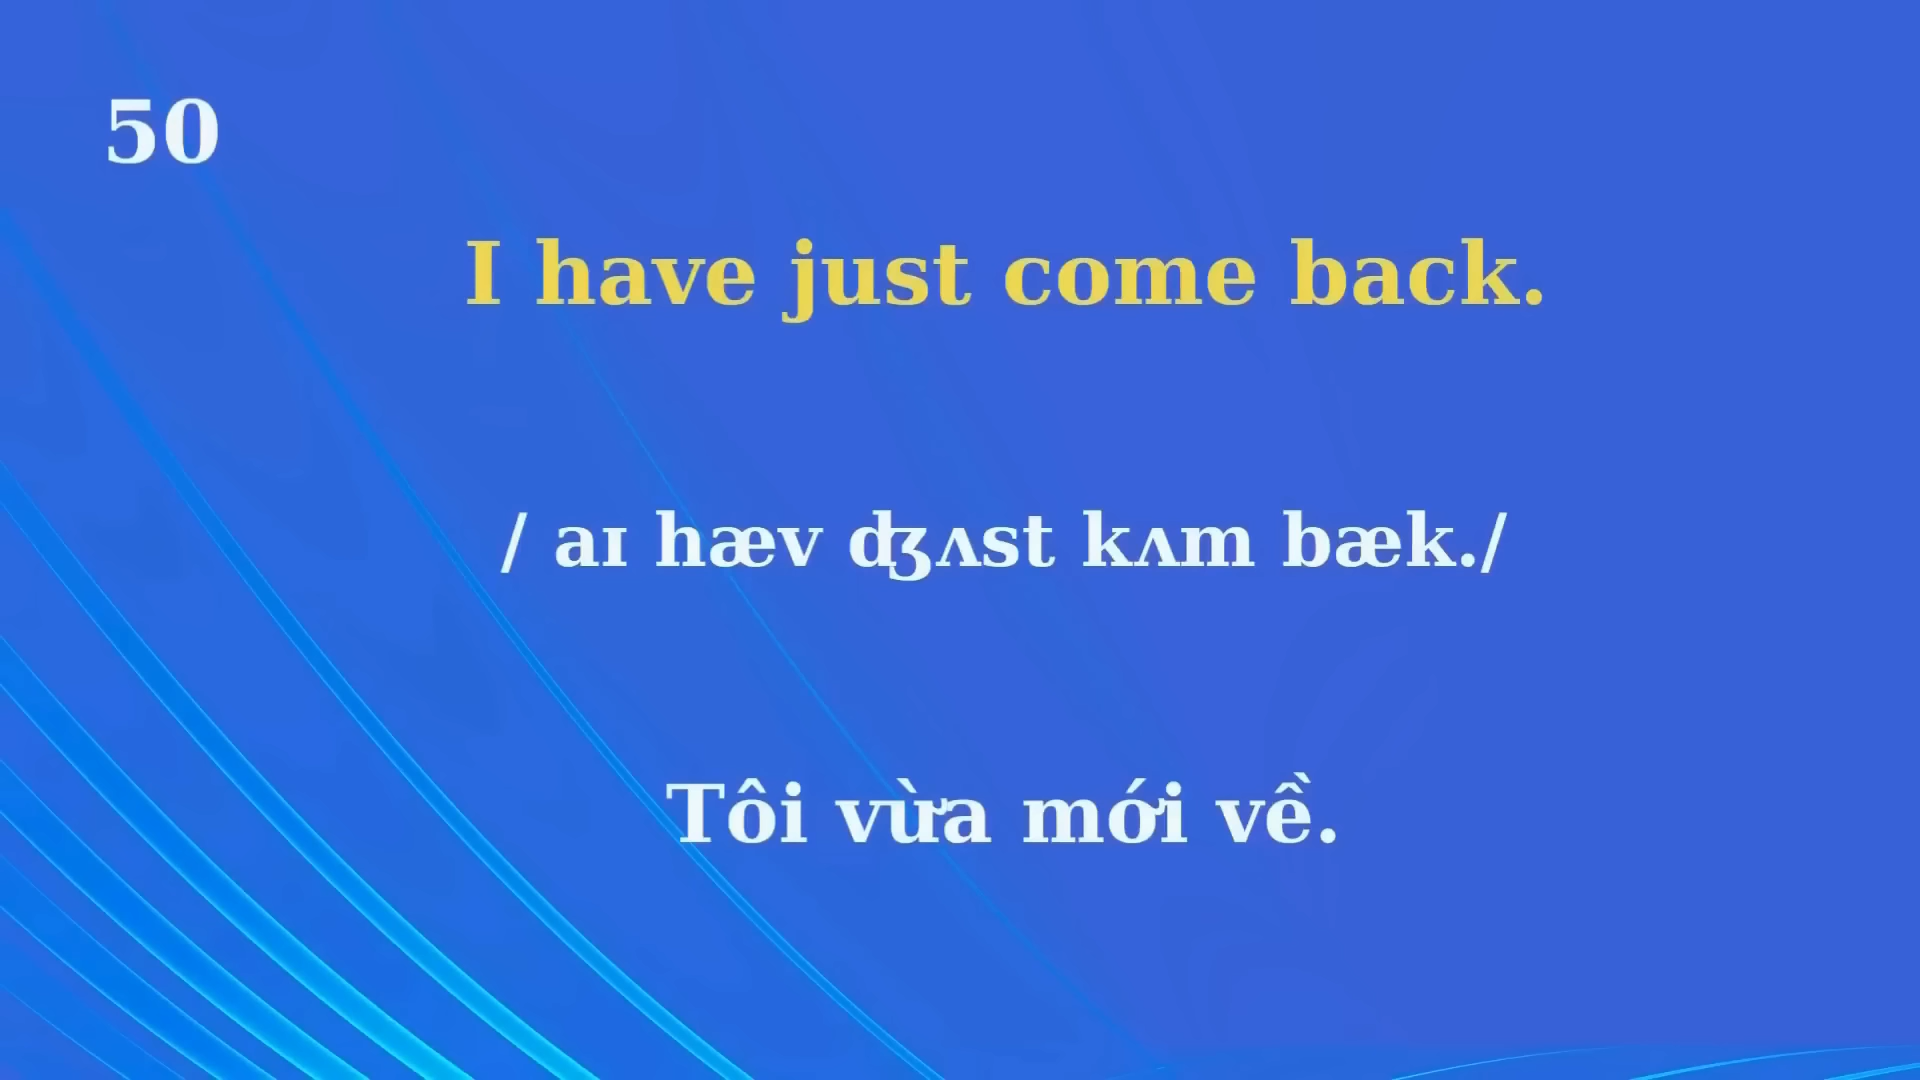 50
I have just come back.
/ aɪ hæv ʤʌst kʌm bæk./
Tôi vừa mới về.